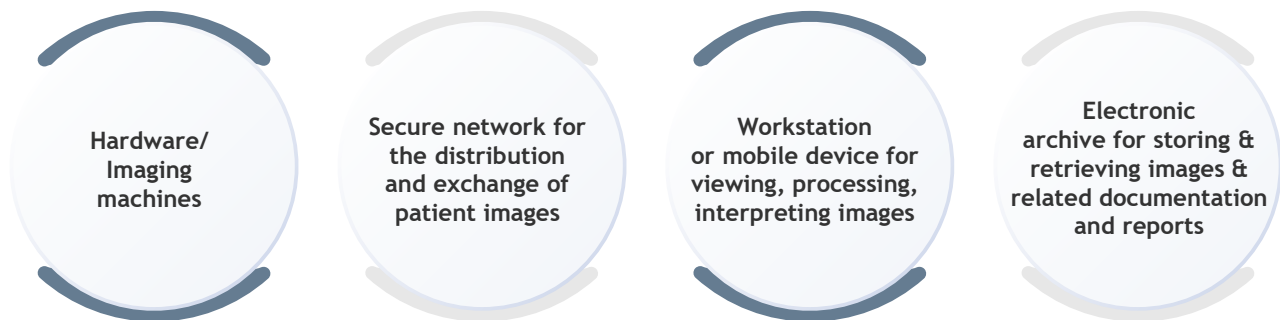 Hardware/
Imaging
machines
Secure network for
the distribution
and exchange of
patient images
Workstation
or mobile device for
viewing, processing,
interpreting images
Electronic
archive for storing &
retrieving images &
related documentation
and reports